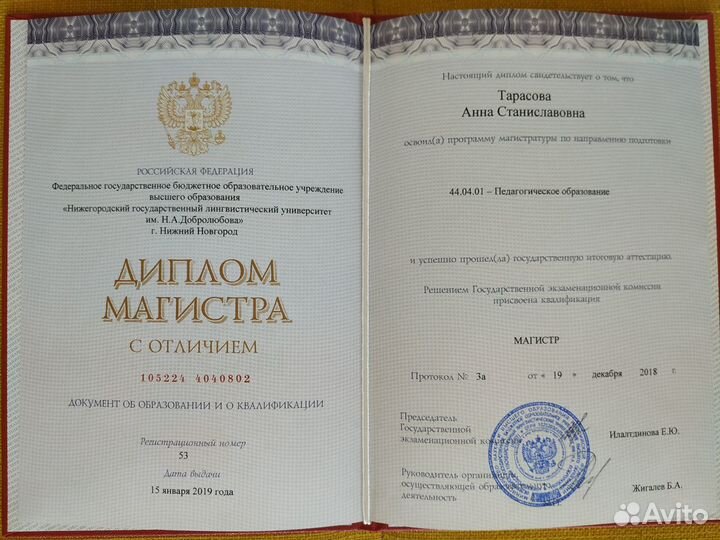 РОССИЙСКАЯ ФЕДЕРАЦИЯ
Федеральное государственное бюджетное образовательное учреждение
высшего образования
«Нижегородский государственный лингвистический университет
им. Н.А.Добролюбова»
г. Нижний Новгород
ДИПЛОМ
МАГИСТРА
С ОТЛИЧИЕМ
105224 4040802
ДОКУМЕНТ ОБ ОБРАЗОВАНИИ И О КВАЛИФИКАЦИИ
Регистрационный номер
53
Дата выдачи
15 января 2019 года
Настоящий диплом свидетельствует о том, что
Тарасова
Анна Станиславовна
освоил(а) программу магистратуры по направлению подготовки
44.04.01 – Педагогическое образование
и успешно прошел(ла) государственную итоговую аттестацию.
Решением Государственной экзаменационной комиссии
присвоена квалификация
МАГИСТР
Протокол № 3а от « 19 » декабря 2018 г.
Председатель
Государственной
экзаменационной Илалтдинова Е.Ю.
Руководитель
осуществляющей
деятельность Жигалев Б.А.
Avito